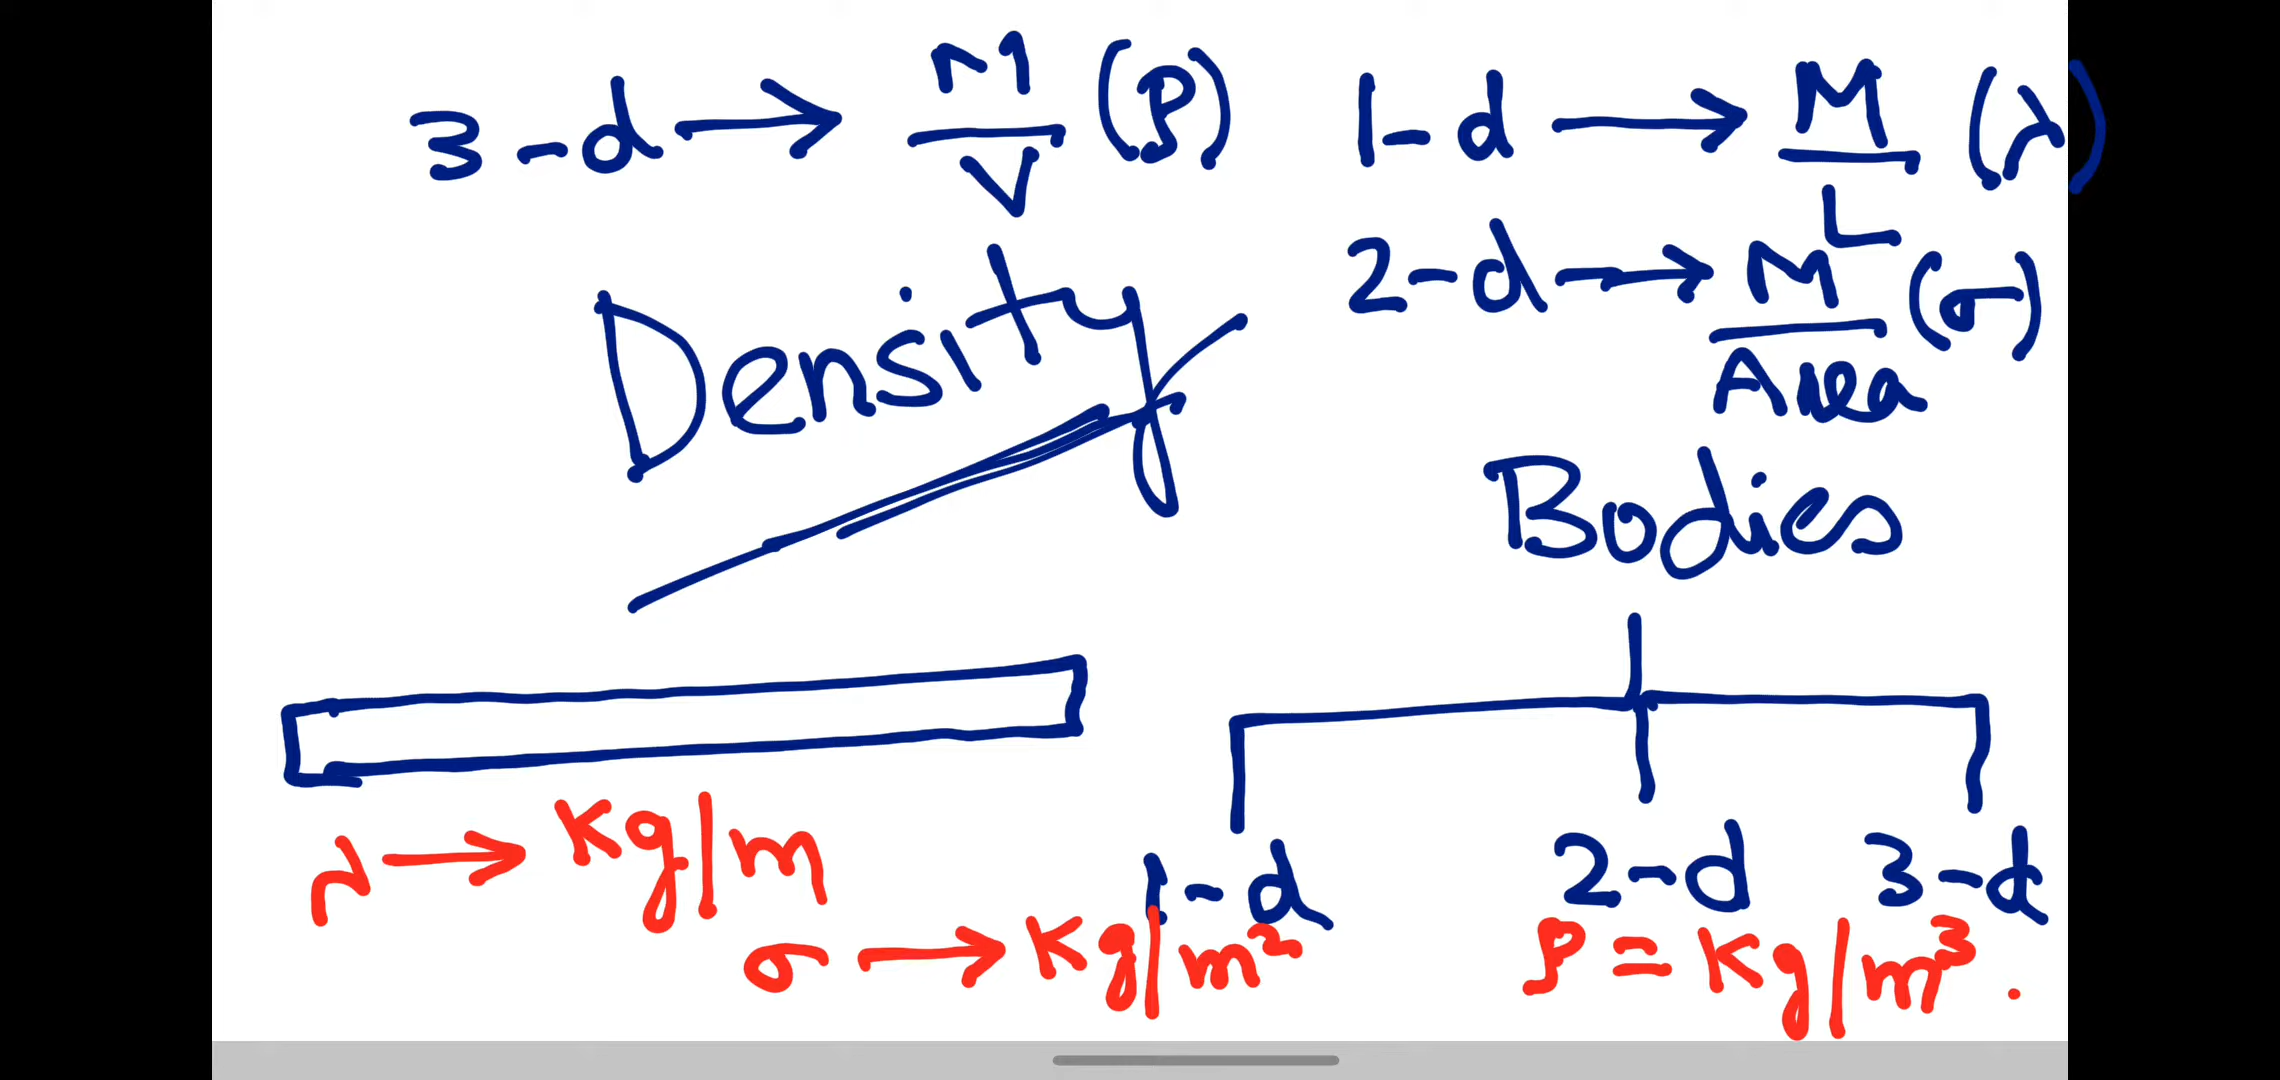 3-d → M/V (ρ)
1-d → M/L (λ)
2-d → M/Area (σ)
Density
Bodies
1-d 2-d 3-d
λ → kg/m
σ → kg/m²
ρ = kg/m³.